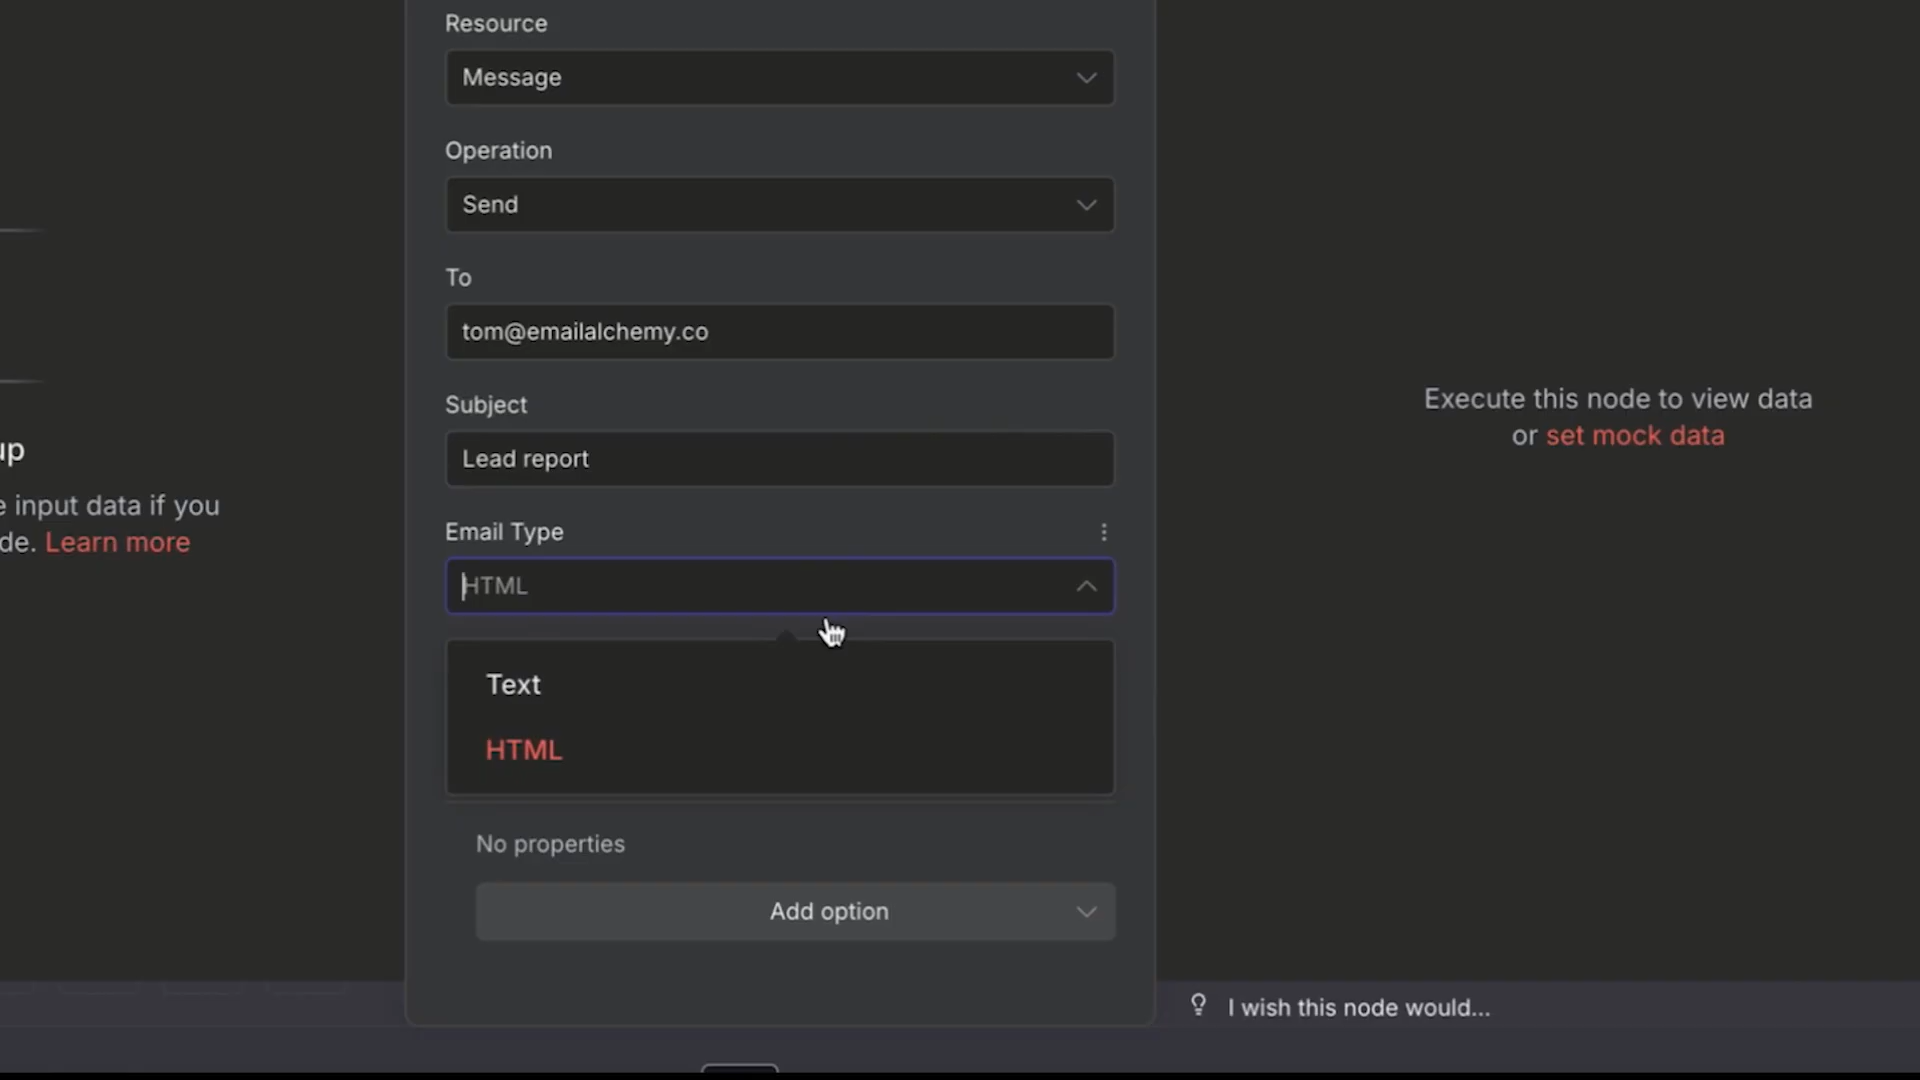 Resource
Message
Operation
Send
To
tom@emailalchemy.co
Subject
Lead report
Email Type
HTML
Text
HTML
No properties
Add option
up
input data if you
de. Learn more
Execute this node to view data
or set mock data
I wish this node would...